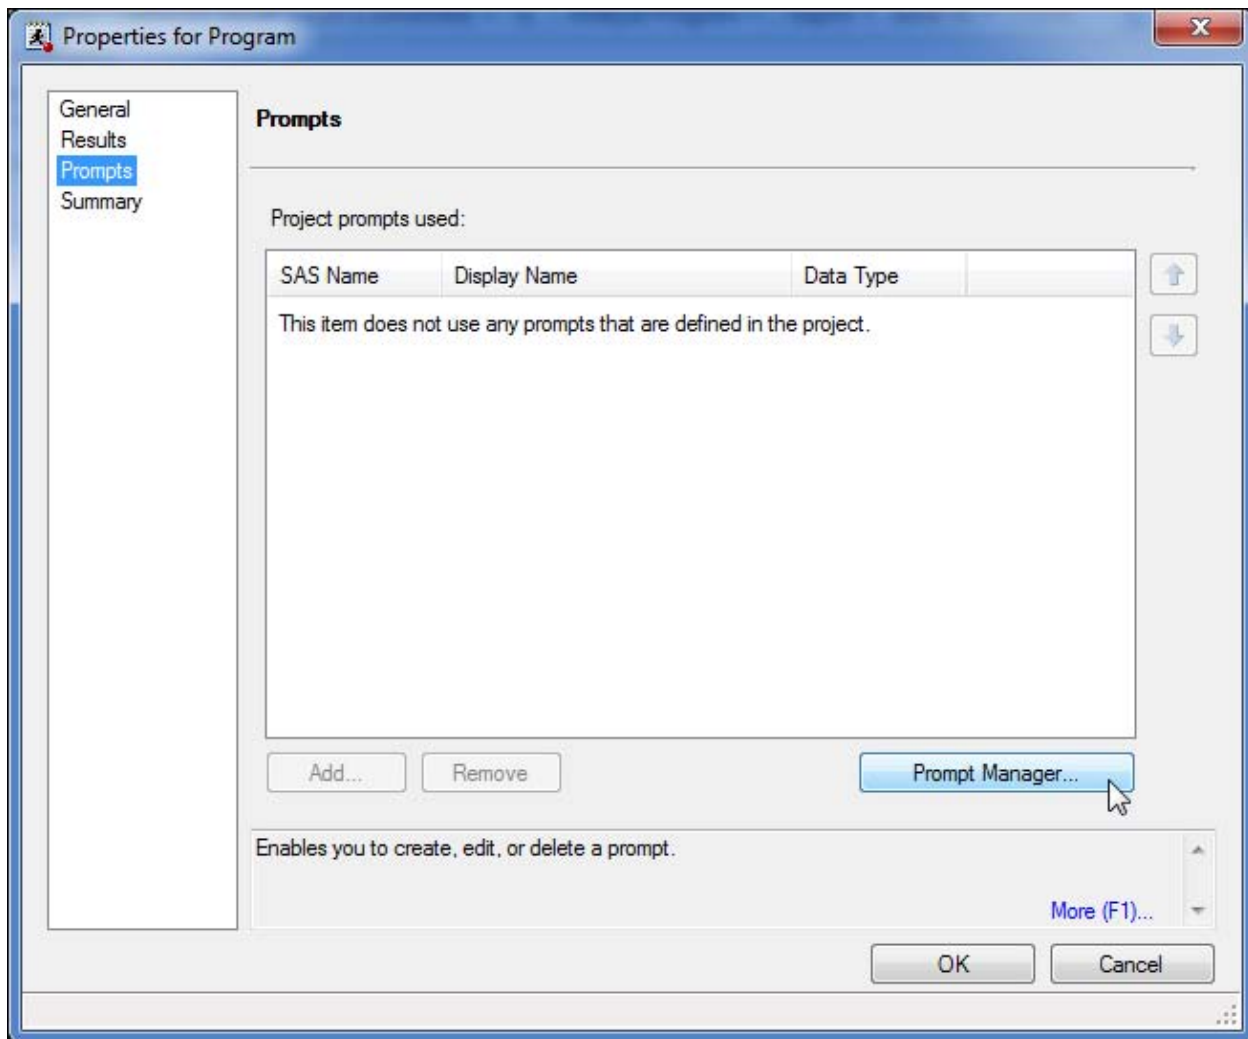 Properties for Program
General
Results
Prompts
Summary
Prompts
Project prompts used:
SAS Name Display Name Data Type
This item does not use any prompts that are defined in the project.
Add... Remove Prompt Manager...
Enables you to create, edit, or delete a prompt.
More (F1)...
OK Cancel